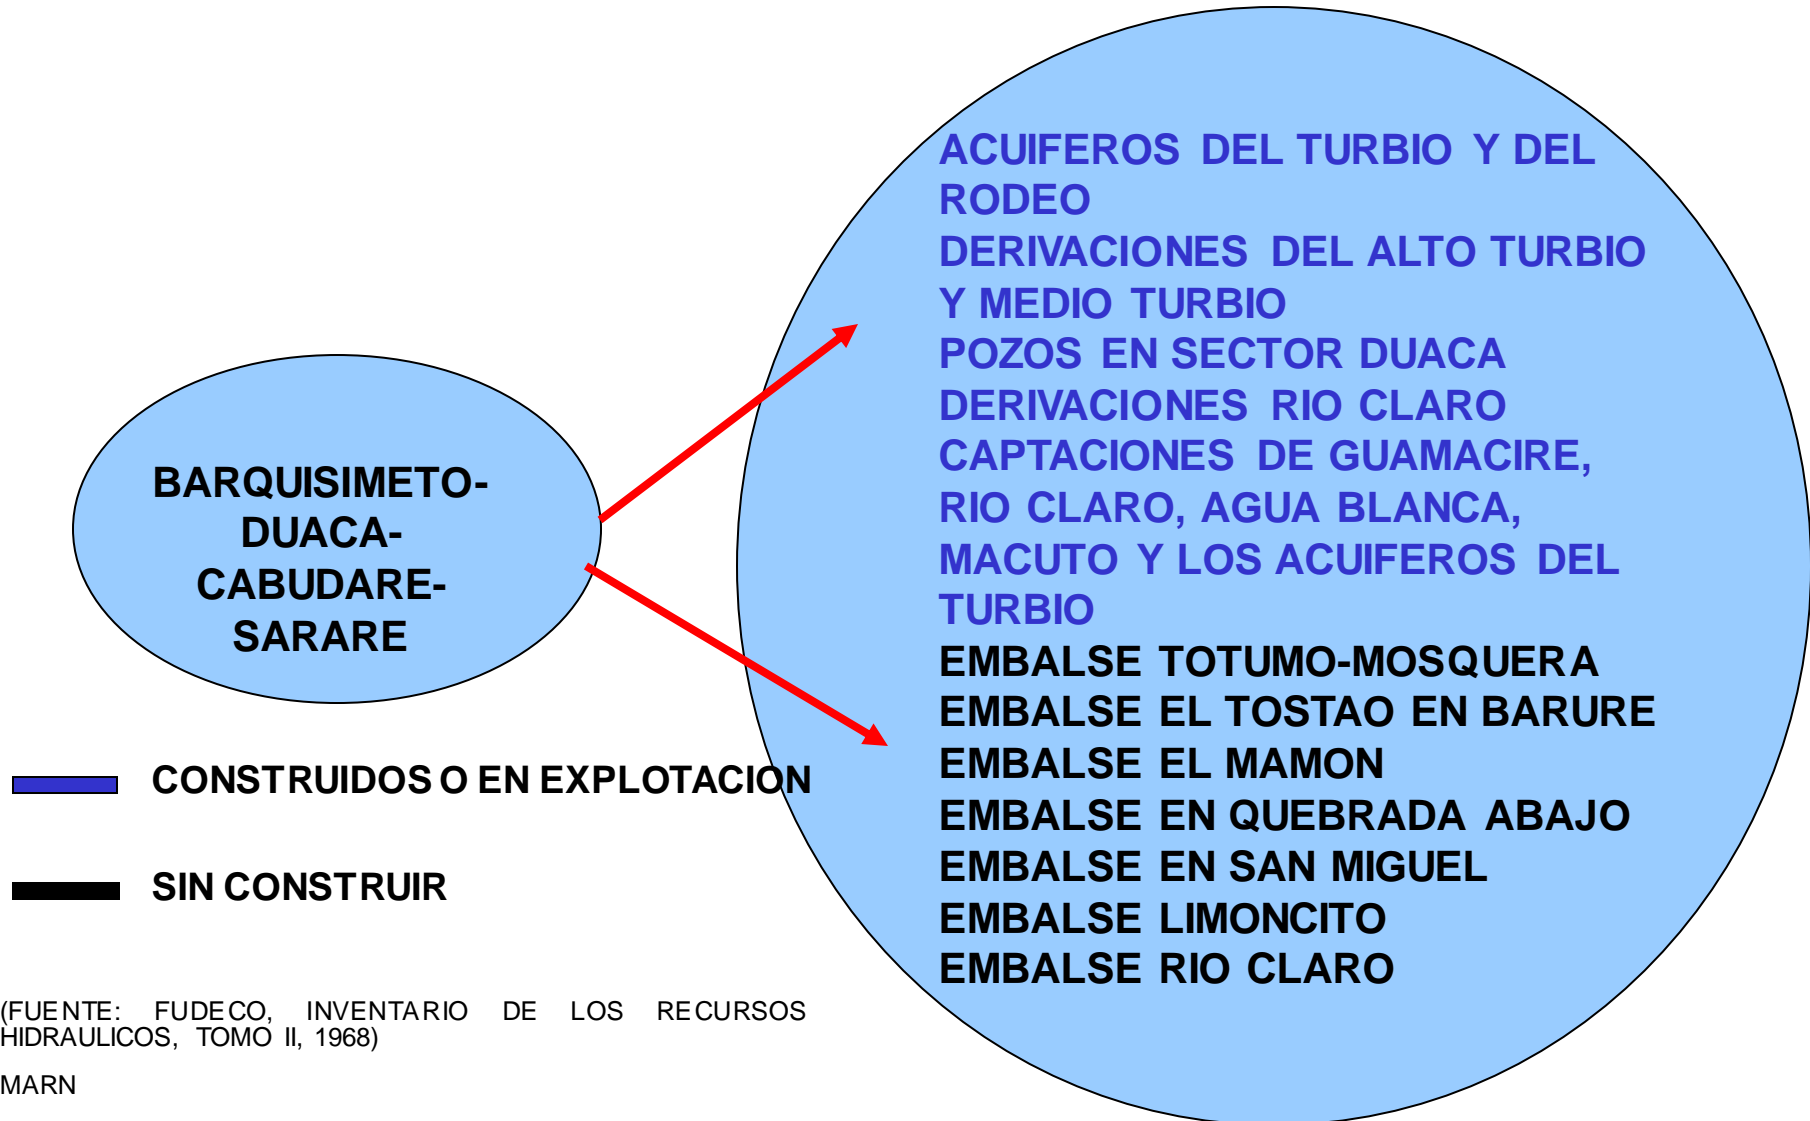 BARQUISIMETO-
DUACA-
CABUDARE-
SARARE
ACUIFEROS DEL TURBIO Y DEL
RODEO
DERIVACIONES DEL ALTO TURBIO
Y MEDIO TURBIO
POZOS EN SECTOR DUACA
DERIVACIONES RIO CLARO
CAPTACIONES DE GUAMACIRE,
RIO CLARO, AGUA BLANCA,
MACUTO Y LOS ACUIFEROS DEL
TURBIO
EMBALSE TOTUMO-MOSQUERA
EMBALSE EL TOSTAO EN BARURE
EMBALSE EL MAMON
EMBALSE EN QUEBRADA ABAJO
EMBALSE EN SAN MIGUEL
EMBALSE LIMONCITO
EMBALSE RIO CLARO
CONSTRUIDOS O EN EXPLOTACION
SIN CONSTRUIR
(FUENTE: FUDECO, INVENTARIO DE LOS RECURSOS
HIDRAULICOS, TOMO II, 1968)
MARN